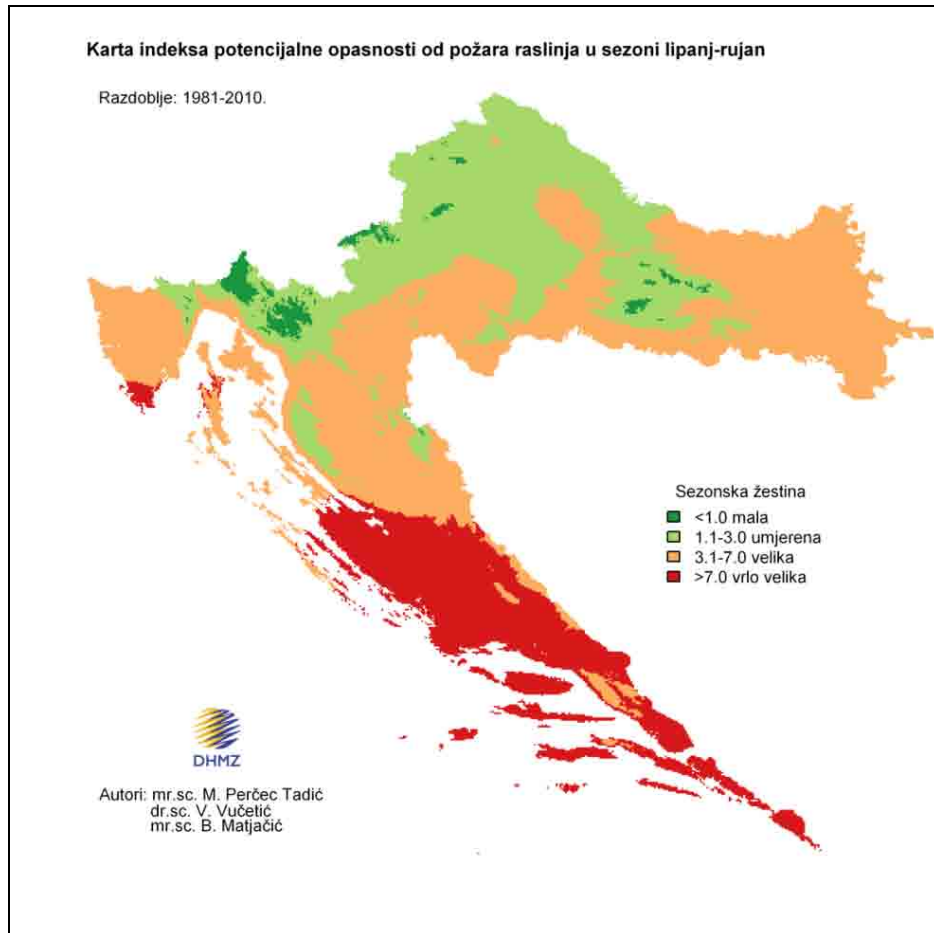 Karta indeksa potencijalne opasnosti od požara raslinja u sezoni lipanj-rujan
Razdoblje: 1981-2010.
Sezonska žestina
<1.0 mala
1.1-3.0 umjerena
3.1-7.0 velika
>7.0 vrlo velika
DHMZ
Autori: mr.sc. M. Perčec Tadić
dr.sc. V. Vučetić
mr.sc. B. Matjačić